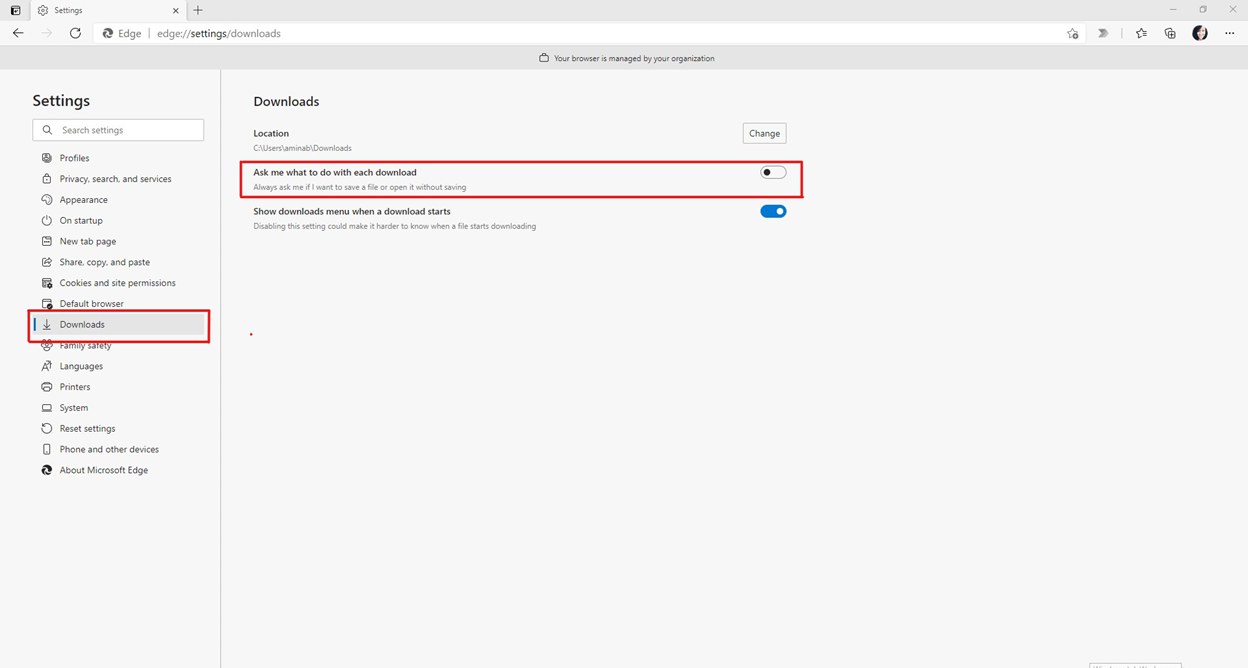 Settings
Edge
edge://settings/downloads
Your browser is managed by your organization
Settings
Search settings
Profiles
Privacy, search, and services
Appearance
On startup
New tab page
Share, copy, and paste
Cookies and site permissions
Default browser
Downloads
Family safety
Languages
Printers
System
Reset settings
Phone and other devices
About Microsoft Edge
Downloads
Location
Change
C:\Users\aminab\Downloads
Ask me what to do with each download
Always ask me if I want to save a file or open it without saving
Show downloads menu when a download starts
Disabling this setting could make it harder to know when a file starts downloading